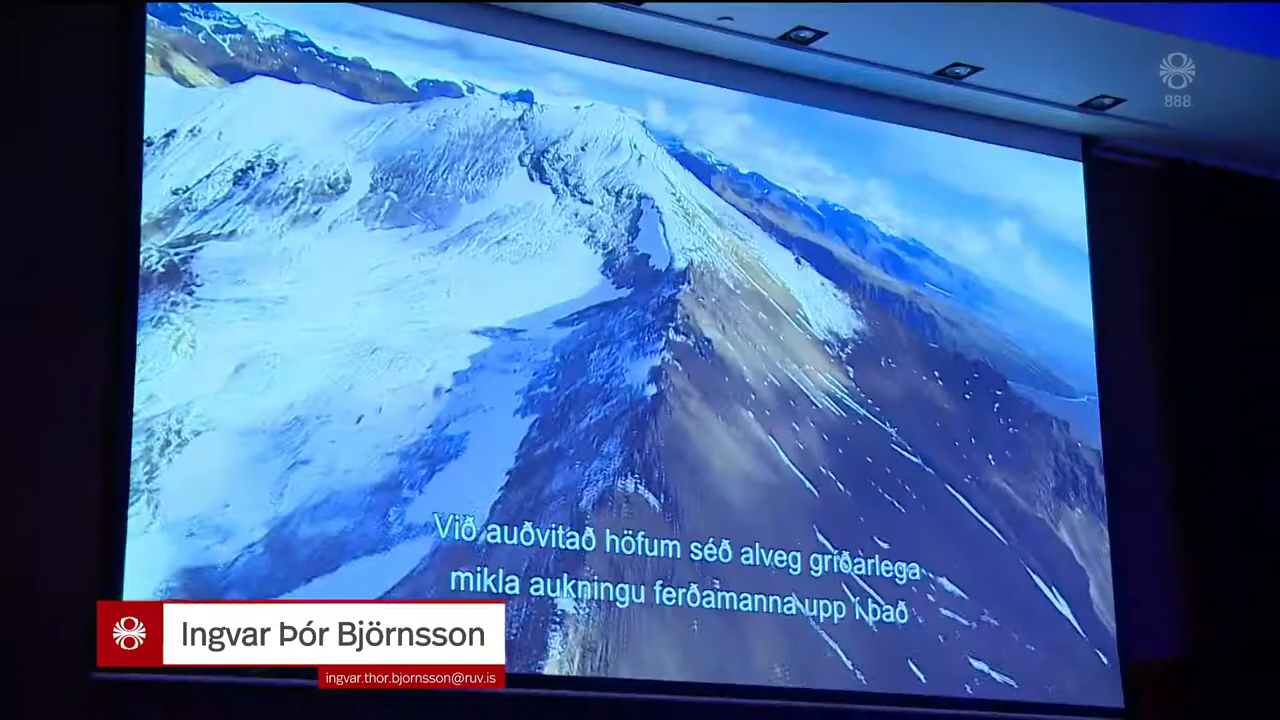 888
Við auðvitað höfum séð alveg gríðarlega
mikla aukningu ferðamanna upp í það
Ingvar Þór Björnsson
ingvar.thor.bjornsson@ruv.is